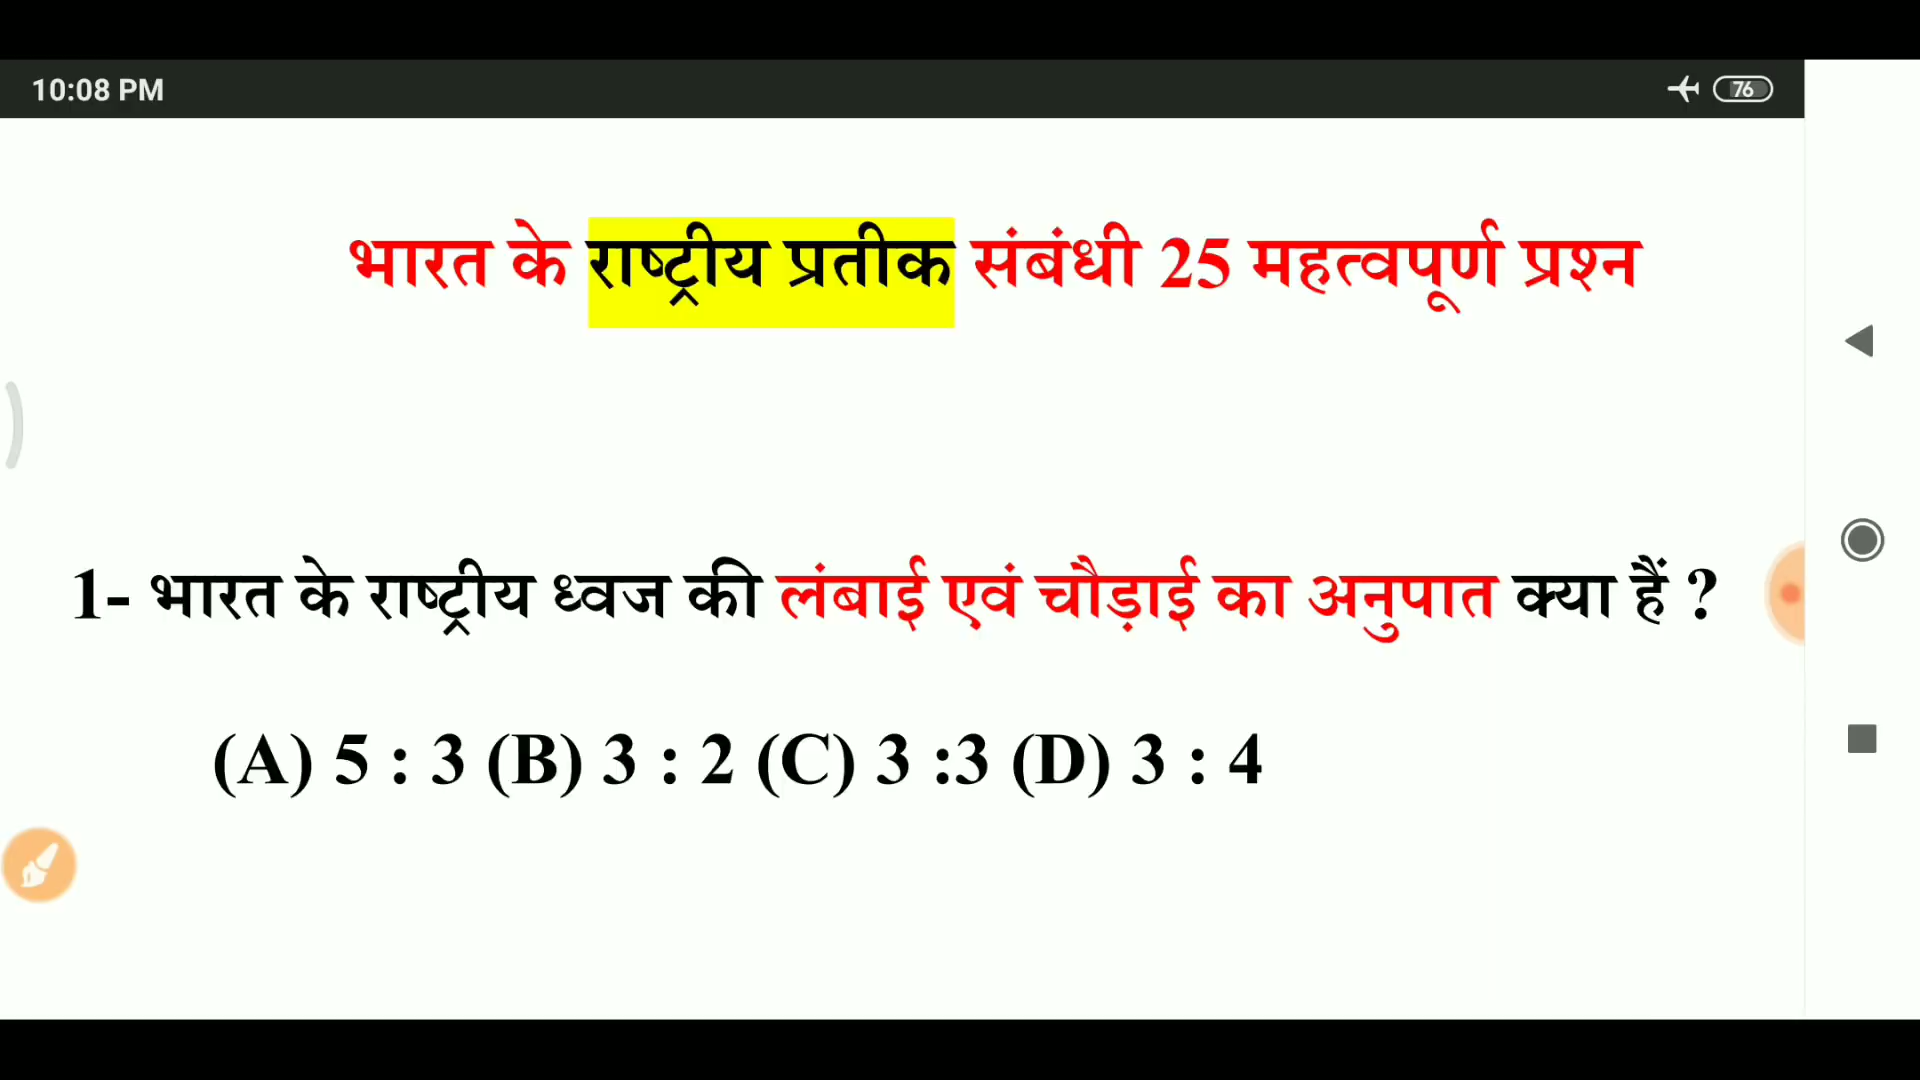 10:08 PM
76
भारत के राष्ट्रीय प्रतीक संबंधी 25 महत्वपूर्ण प्रश्न
1- भारत के राष्ट्रीय ध्वज की लंबाई एवं चौड़ाई का अनुपात क्या हैं ?
(A) 5 : 3 (B) 3 : 2 (C) 3 :3 (D) 3 : 4